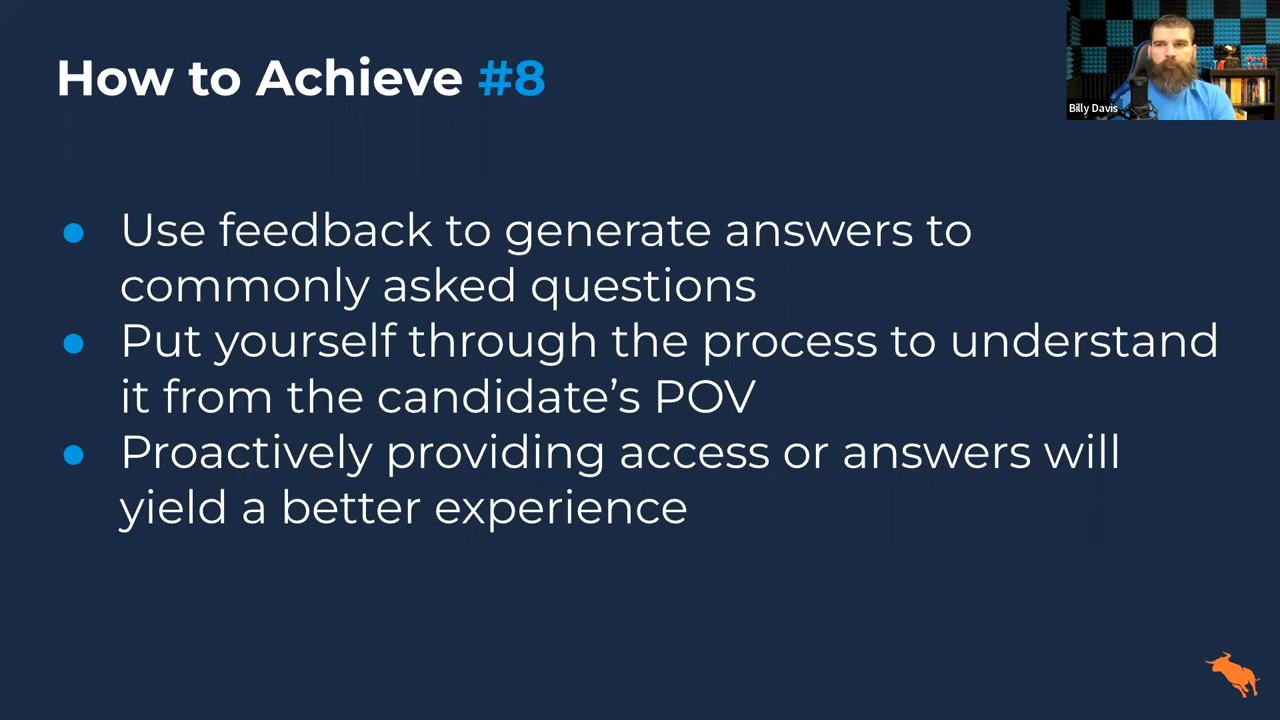 How to Achieve #8
Billy Davis
● Use feedback to generate answers to
commonly asked questions
● Put yourself through the process to understand
it from the candidate’s POV
● Proactively providing access or answers will
yield a better experience